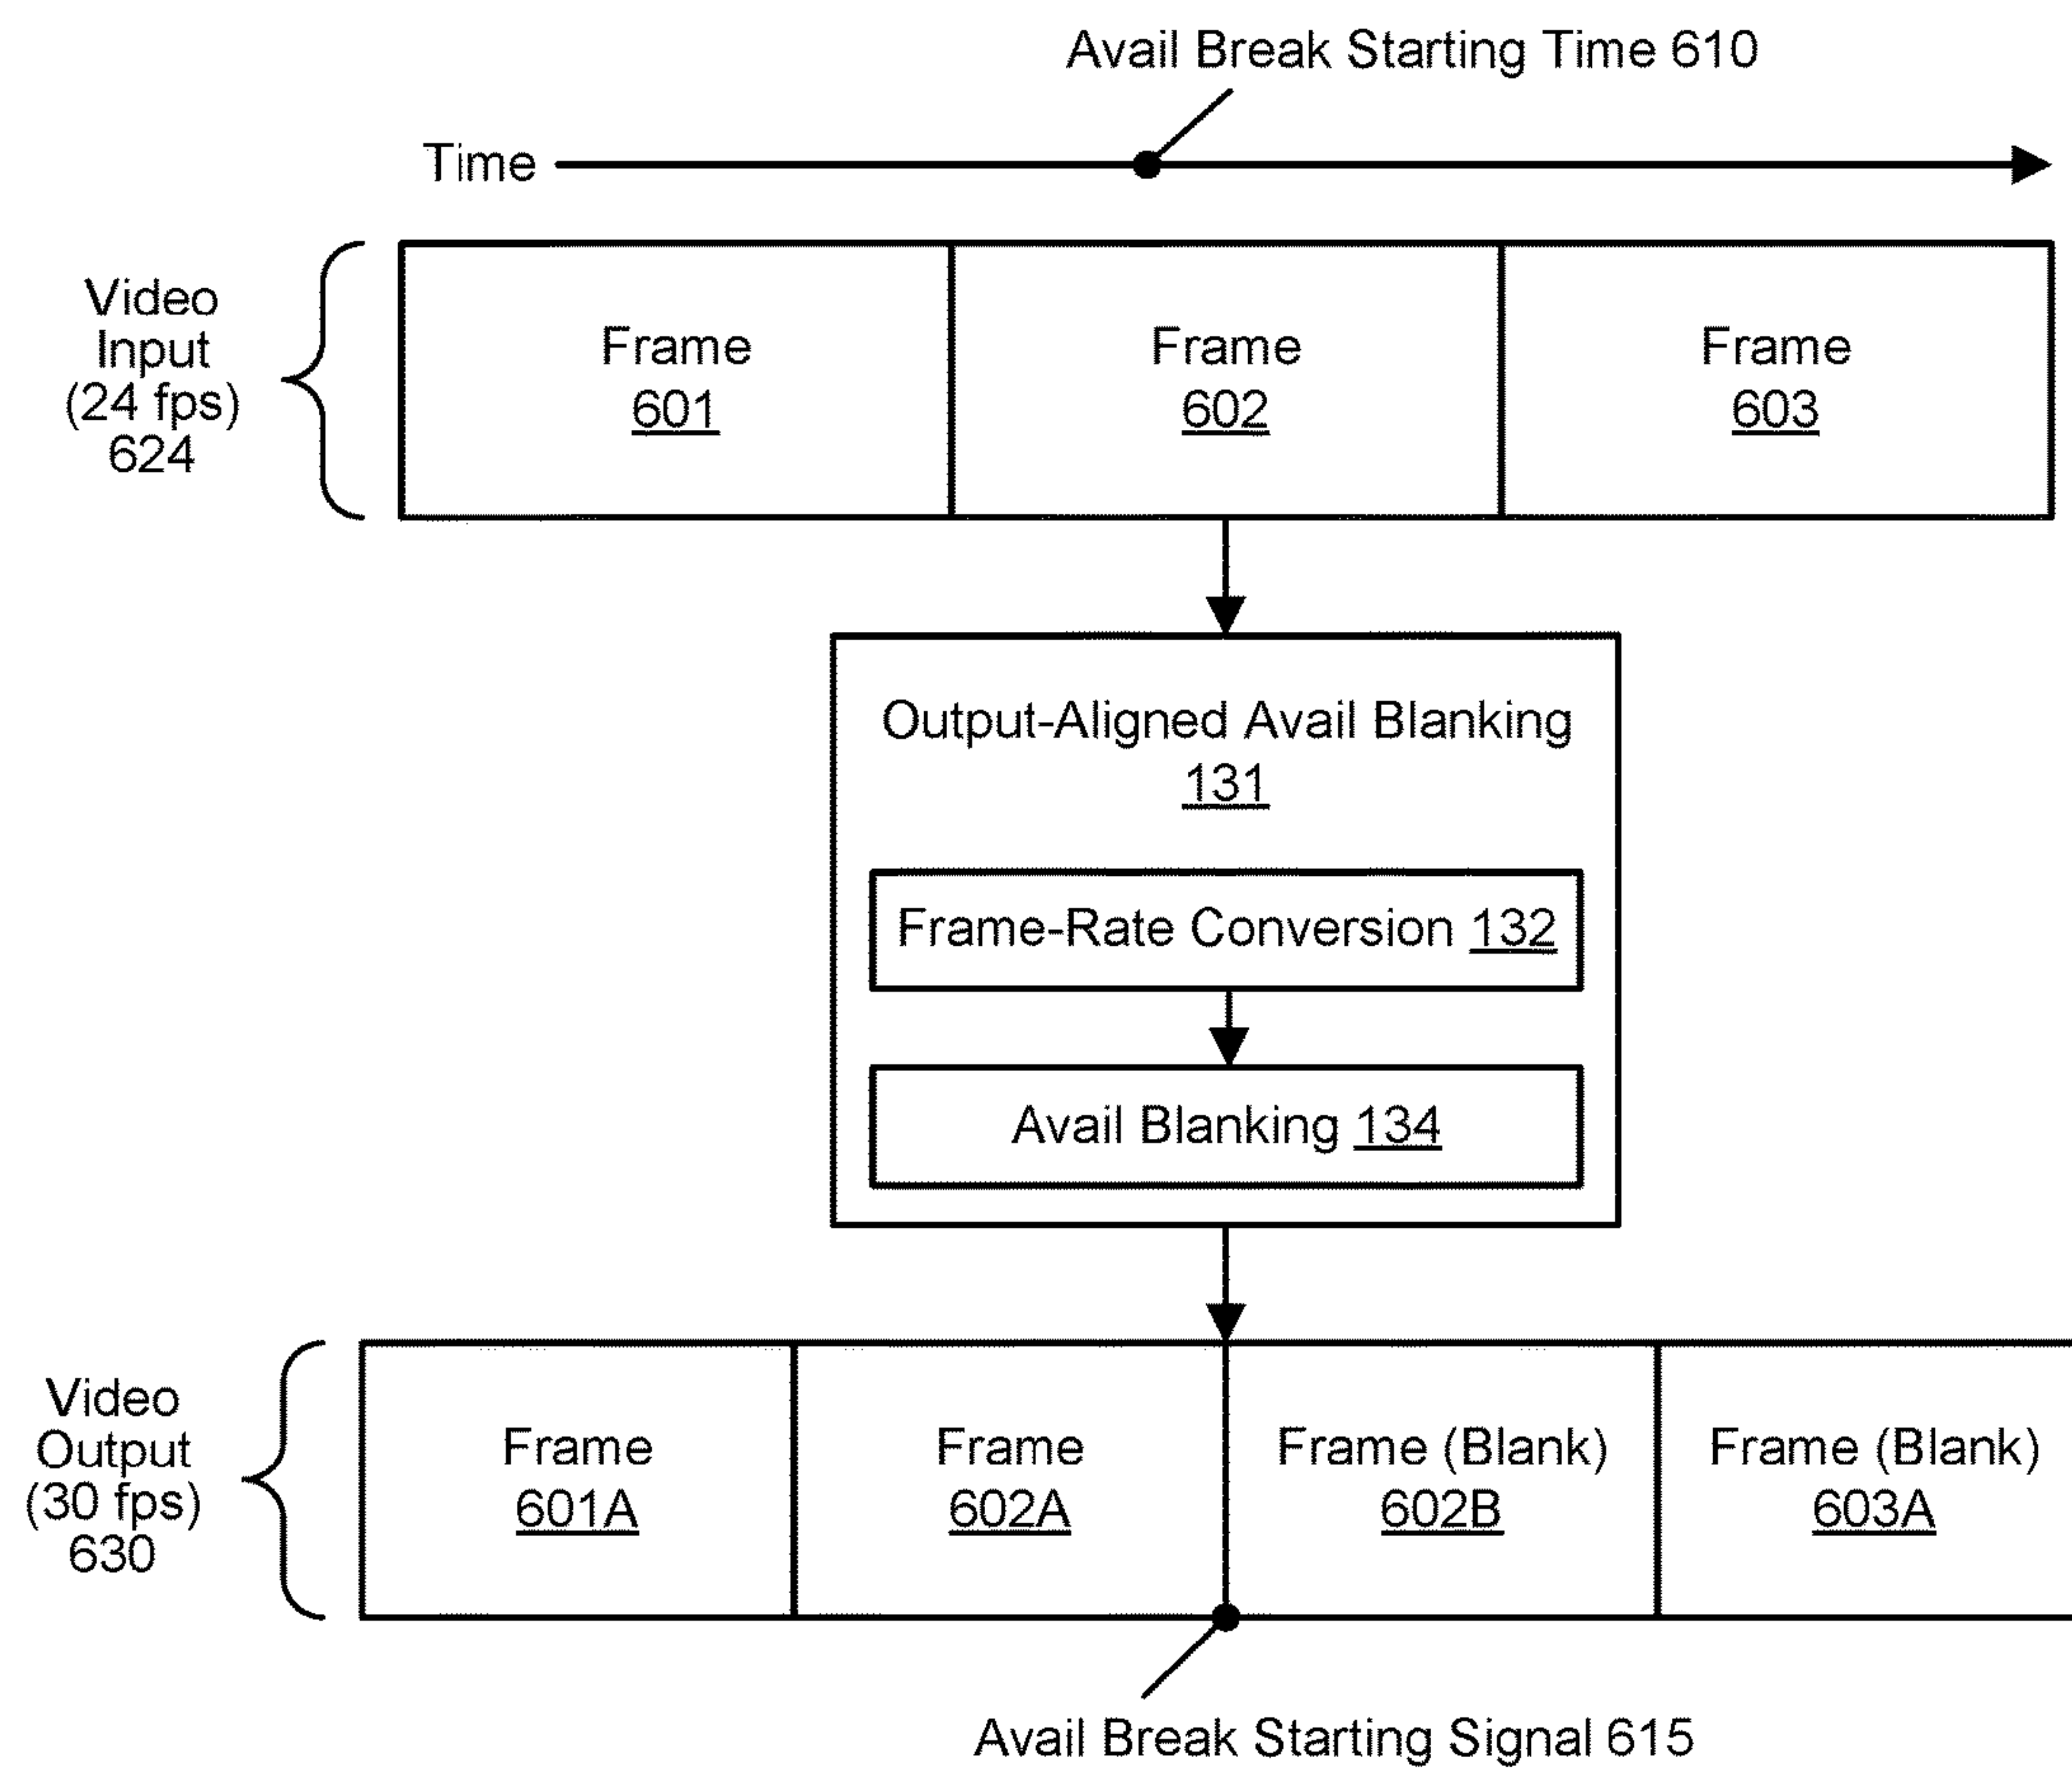 Avail Break Starting Time 610
Time
Video
Input
(24 fps)
624
Frame
601
Frame
602
Frame
603
Output-Aligned Avail Blanking
131
Frame-Rate Conversion 132
Avail Blanking 134
Video
Output
(30 fps)
630
Frame
601A
Frame
602A
Frame (Blank)
602B
Frame (Blank)
603A
Avail Break Starting Signal 615